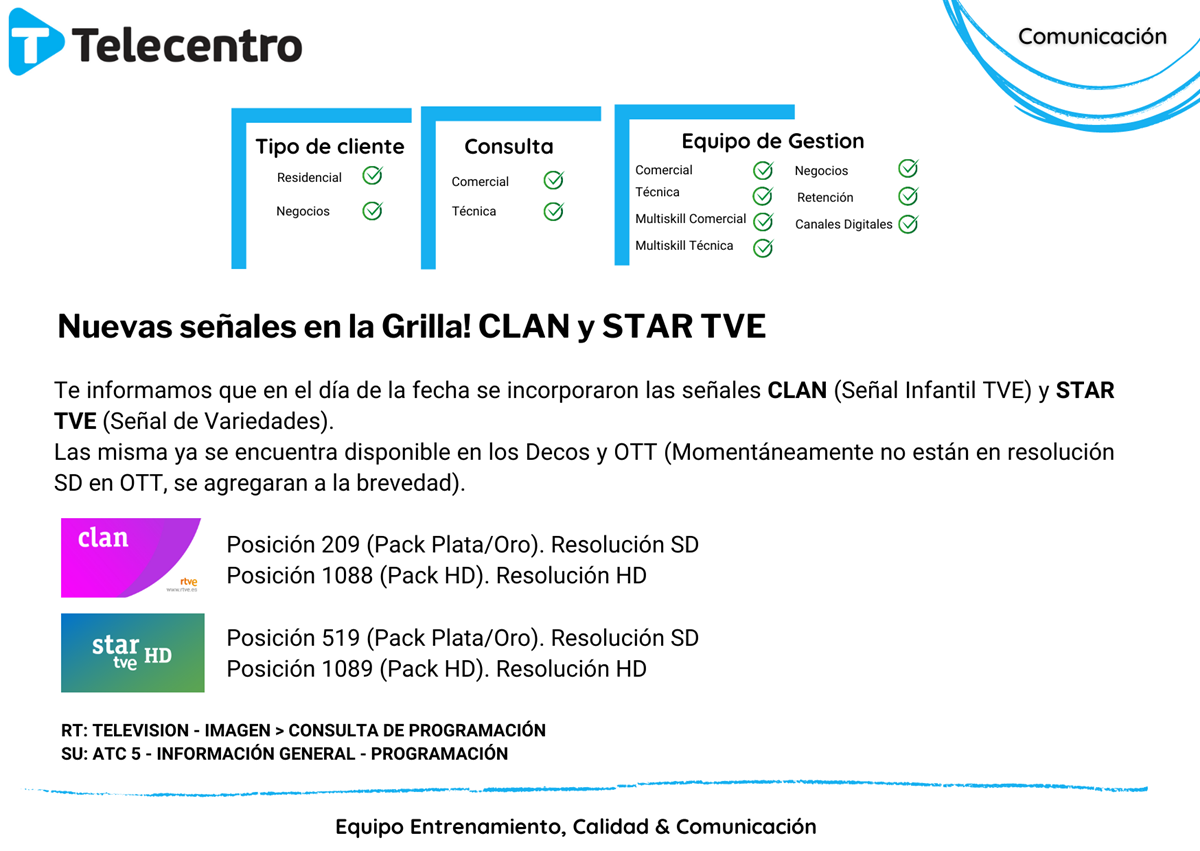 T Telecentro
Comunicación
Tipo de cliente
Residencial
Negocios
Consulta
Comercial
Técnica
Equipo de Gestion
Comercial
Técnica
Multiskill Comercial
Multiskill Técnica
Negocios
Retención
Canales Digitales
Nuevas señales en la Grilla! CLAN y STAR TVE
Te informamos que en el día de la fecha se incorporaron las señales CLAN (Señal Infantil TVE) y STAR
TVE (Señal de Variedades).
Las misma ya se encuentra disponible en los Decos y OTT (Momentáneamente no están en resolución
SD en OTT, se agregaran a la brevedad).
clan
rtve
www.rtve.es
Posición 209 (Pack Plata/Oro). Resolución SD
Posición 1088 (Pack HD). Resolución HD
star
tve HD
Posición 519 (Pack Plata/Oro). Resolución SD
Posición 1089 (Pack HD). Resolución HD
RT: TELEVISION - IMAGEN > CONSULTA DE PROGRAMACIÓN
SU: ATC 5 - INFORMACIÓN GENERAL - PROGRAMACIÓN
Equipo Entrenamiento, Calidad & Comunicación